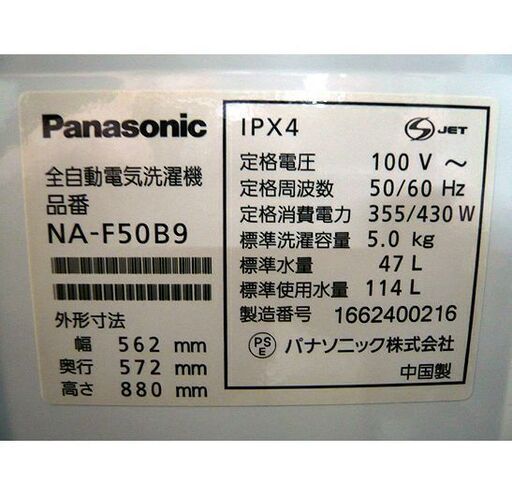 Panasonic
全自動電気洗濯機
品番
NA-F50B9
外形寸法
幅 562 mm
奥行 572 mm
高さ 880 mm
IPX4 S JET
定格電圧 100 V ~
定格周波数 50/60 Hz
定格消費電力 355/430 W
標準洗濯容量 5.0 kg
標準水量 47 L
標準使用水量 114 L
製造番号 1662400216
PS E パナソニック株式会社
中国製